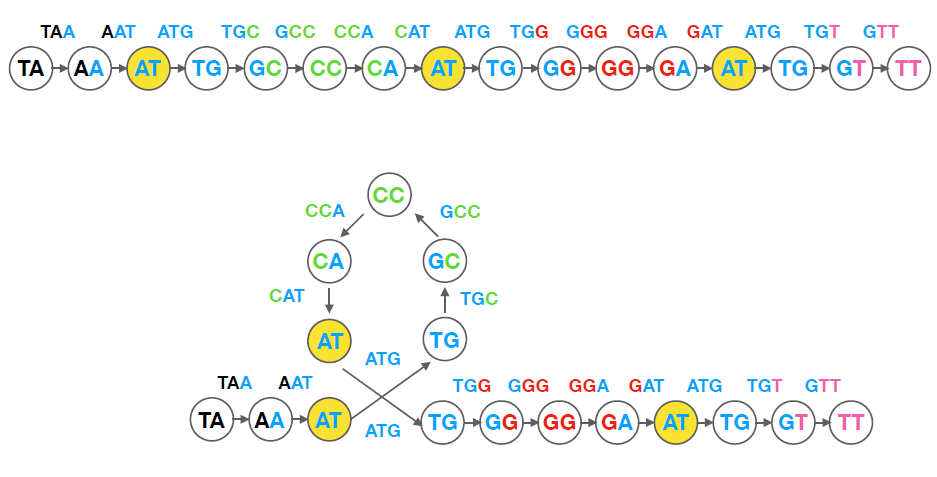 TAA AAT ATG TGC GCC CCA CAT ATG TGG GGG GGA GAT ATG TGT GTT
TA AA AT TG GC CC CA AT TG GG GG GA AT TG GT TT
CC
CCA GCC
CA GC
CAT TGC
AT TG
ATG
TAA AAT TGG GGG GGA GAT ATG TGT GTT
TA AA AT TG GG GG GA AT TG GT TT
ATG